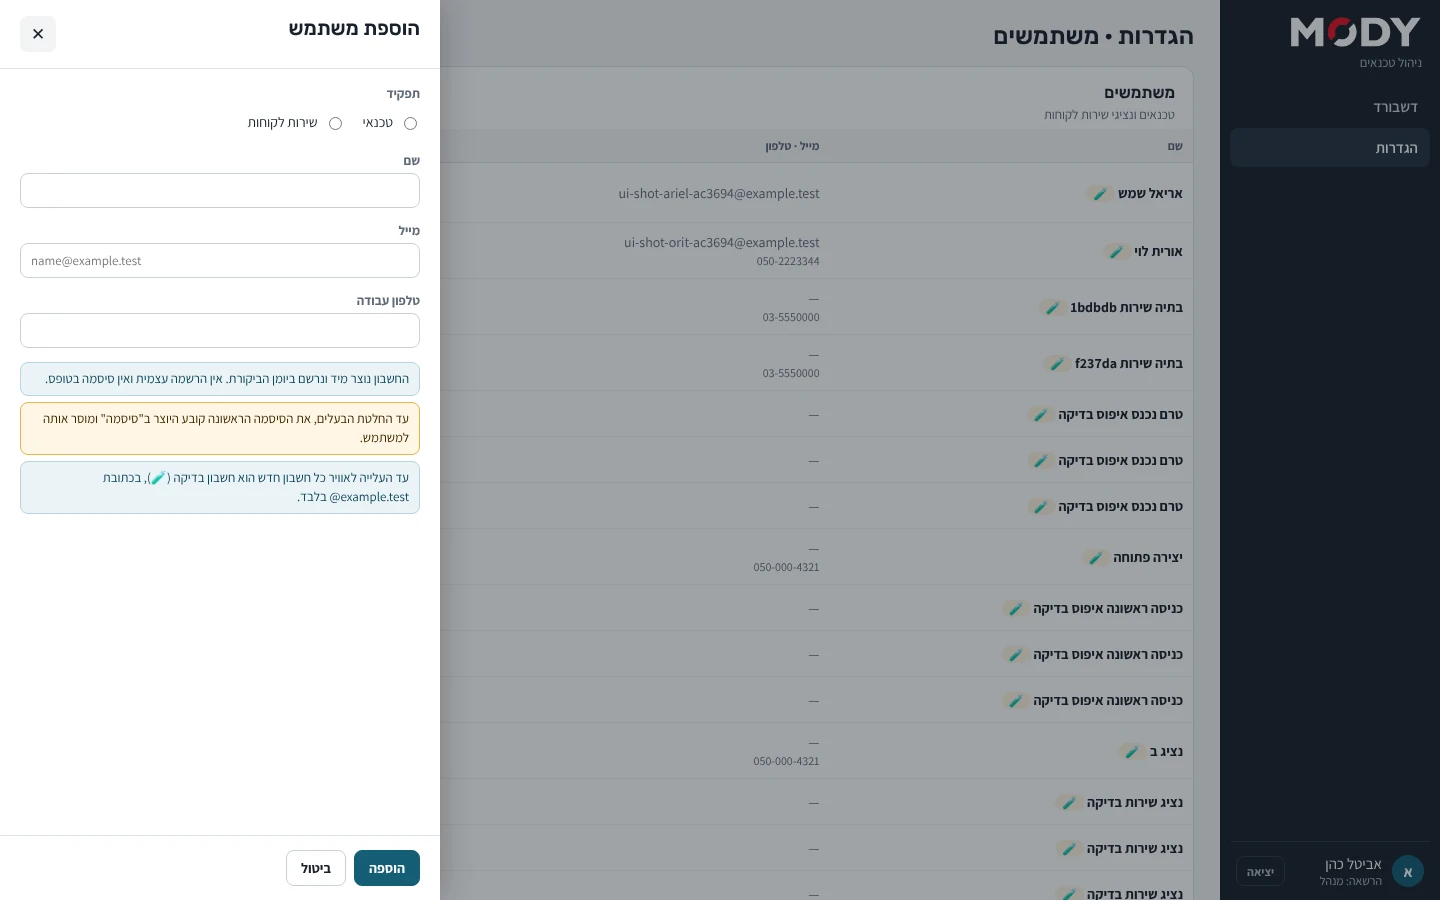 MODY
ניהול טכנאים
דשבורד
הגדרות
אביטל כהן
הרשאה: מנהל
יציאה
א
הגדרות • משתמשים
משתמשים
טכנאים ונציגי שירות לקוחות
שם
מייל · טלפון
אריאל שמש 🧪
ui-shot-ariel-ac3694@example.test
אורית לוי 🧪
ui-shot-orit-ac3694@example.test
050-2223344
בתיה שירות 1bdbdb 🧪
—
03-5550000
בתיה שירות f237da 🧪
—
03-5550000
טרם נכנס איפוס בדיקה 🧪
—
טרם נכנס איפוס בדיקה 🧪
—
טרם נכנס איפוס בדיקה 🧪
—
יצירה פתוחה 🧪
—
050-000-4321
כניסה ראשונה איפוס בדיקה 🧪
—
כניסה ראשונה איפוס בדיקה 🧪
—
כניסה ראשונה איפוס בדיקה 🧪
—
נציג ב 🧪
—
050-000-4321
נציג שירות בדיקה 🧪
—
נציג שירות בדיקה 🧪
—
נציג שירות בדיקה 🧪
—
הוספת משתמש
✕
תפקיד
טכנאי
שירות לקוחות
שם
מייל
name@example.test
טלפון עבודה
החשבון נוצר מיד ונרשם ביומן הביקורת. אין הרשמה עצמית ואין סיסמה בטופס.
עד החלטת הבעלים, את הסיסמה הראשונה קובע היוצר ב"סיסמה" ומוסר אותה
למשתמש.
עד העלייה לאוויר כל חשבון חדש הוא חשבון בדיקה (🧪), בכתובת
@example.test בלבד.
הוספה
ביטול